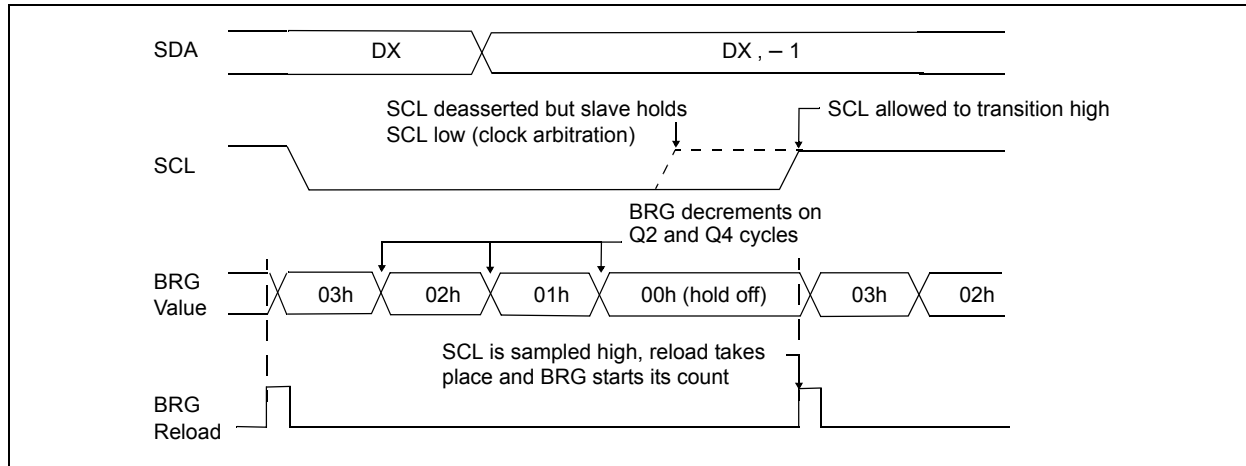 SDA
DX
DX , – 1
SCL deasserted but slave holds
SCL low (clock arbitration)
SCL allowed to transition high
SCL
BRG decrements on
Q2 and Q4 cycles
BRG
Value
03h
02h
01h
00h (hold off)
03h
02h
SCL is sampled high, reload takes
place and BRG starts its count
BRG
Reload